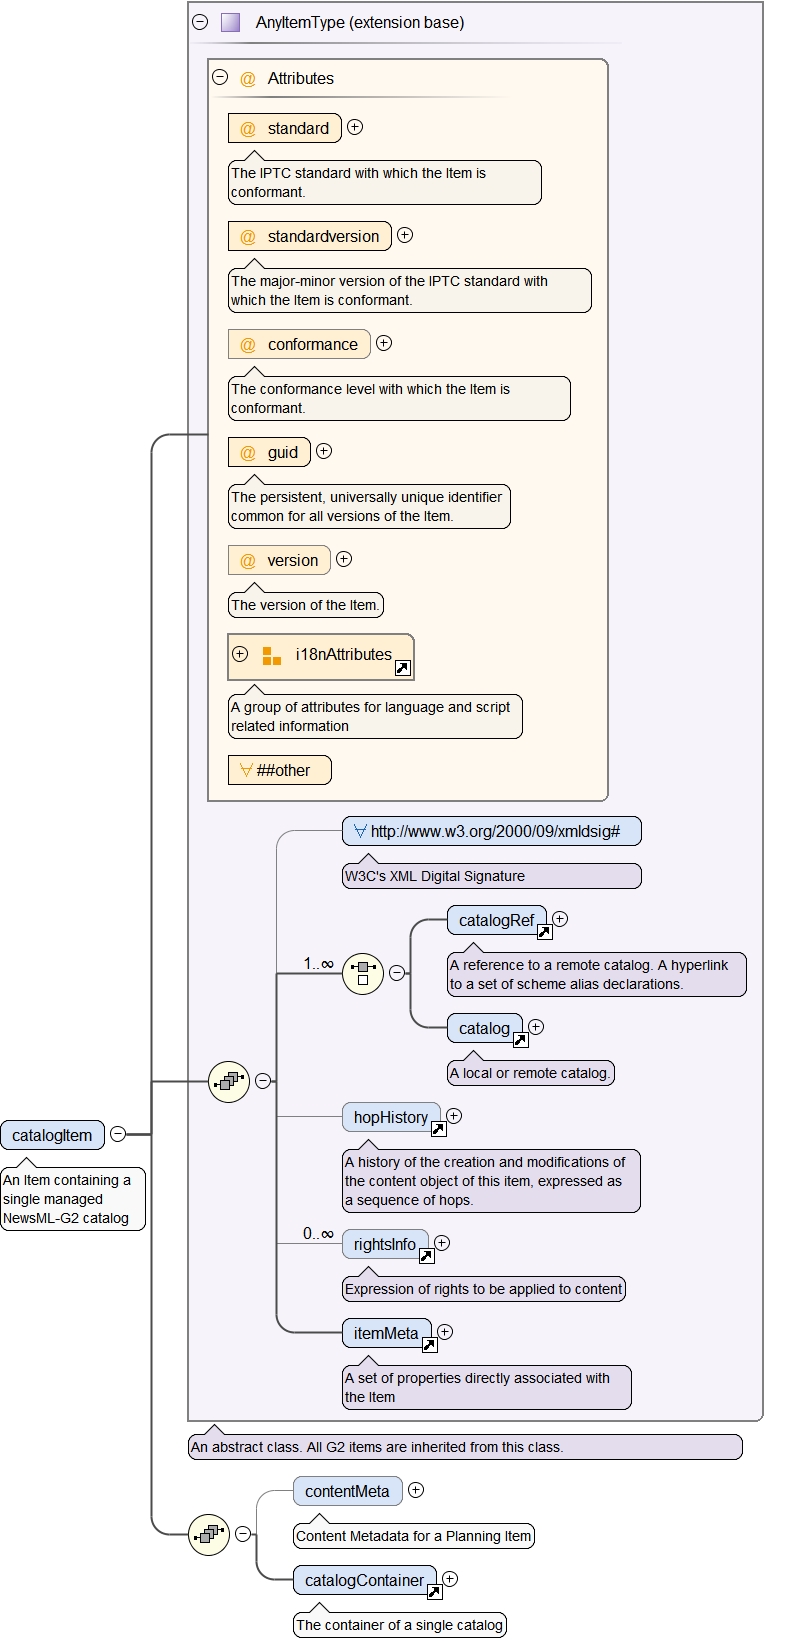 AnyItemType (extension base)
@ Attributes
@ standard
The IPTC standard with which the Item is
conformant.
@ standardversion
The major-minor version of the IPTC standard with
which the Item is conformant.
@ conformance
The conformance level with which the Item is
conformant.
@ guid
The persistent, universally unique identifier
common for all versions of the Item.
@ version
The version of the Item.
i18nAttributes
A group of attributes for language and script
related information
∀ ##other
∀ http://www.w3.org/2000/09/xmldsig#
W3C's XML Digital Signature
catalogRef
1..∞
A reference to a remote catalog. A hyperlink
to a set of scheme alias declarations.
catalog
A local or remote catalog.
hopHistory
catalogItem
A history of the creation and modifications of
the content object of this item, expressed as
a sequence of hops.
An Item containing a
single managed
NewsML-G2 catalog
0..∞
rightsInfo
Expression of rights to be applied to content
itemMeta
A set of properties directly associated with
the Item
An abstract class. All G2 items are inherited from this class.
contentMeta
Content Metadata for a Planning Item
catalogContainer
The container of a single catalog